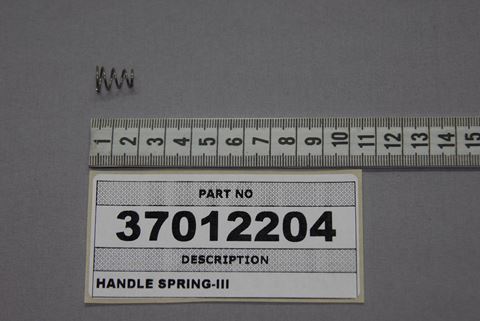 1 2 3 4 5 6 7 8 9 10 11 12 13 14 15
PART NO
37012204
DESCRIPTION
HANDLE SPRING-III